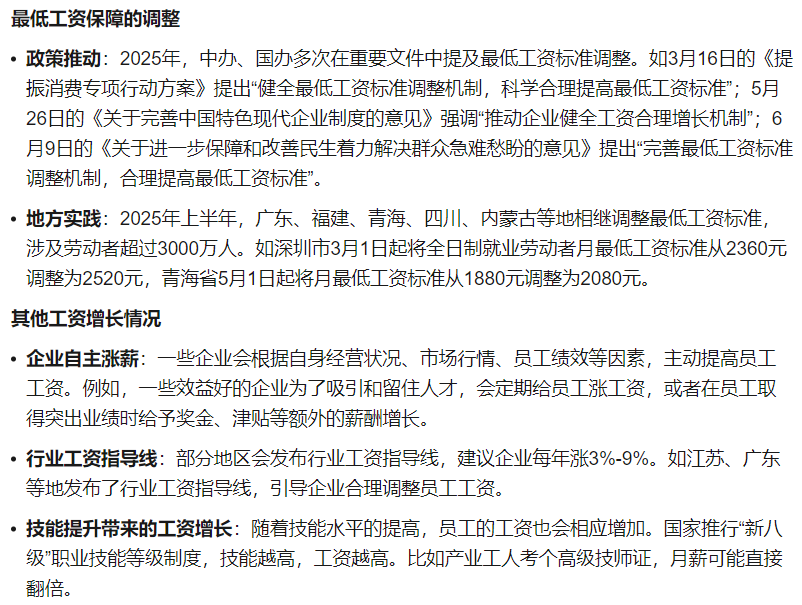 最低工资保障的调整
• 政策推动：2025年，中办、国办多次在重要文件中提及最低工资标准调整。如3月16日的《提
振消费专项行动方案》提出“健全最低工资标准调整机制，科学合理提高最低工资标准”；5月
26日的《关于完善中国特色现代企业制度的意见》强调“推动企业健全工资合理增长机制”；6
月9日的《关于进一步保障和改善民生着力解决群众急难愁盼的意见》提出“完善最低工资标准
调整机制，合理提高最低工资标准”。
• 地方实践：2025年上半年，广东、福建、青海、四川、内蒙古等地相继调整最低工资标准，
涉及劳动者超过3000万人。如深圳市3月1日起将全日制就业劳动者月最低工资标准从2360元
调整为2520元，青海省5月1日起将月最低工资标准从1880元调整为2080元。
其他工资增长情况
• 企业自主涨薪：一些企业会根据自身经营状况、市场行情、员工绩效等因素，主动提高员工
工资。例如，一些效益好的企业为了吸引和留住人才，会定期给员工涨工资，或者在员工取
得突出业绩时给予奖金、津贴等额外的薪酬增长。
• 行业工资指导线：部分地区会发布行业工资指导线，建议企业每年涨3%-9%。如江苏、广东
等地发布了行业工资指导线，引导企业合理调整员工工资。
• 技能提升带来的工资增长：随着技能水平的提高，员工的工资也会相应增加。国家推行“新八
级”职业技能等级制度，技能越高，工资越高。比如产业工人考个高级技师证，月薪可能直接
翻倍。